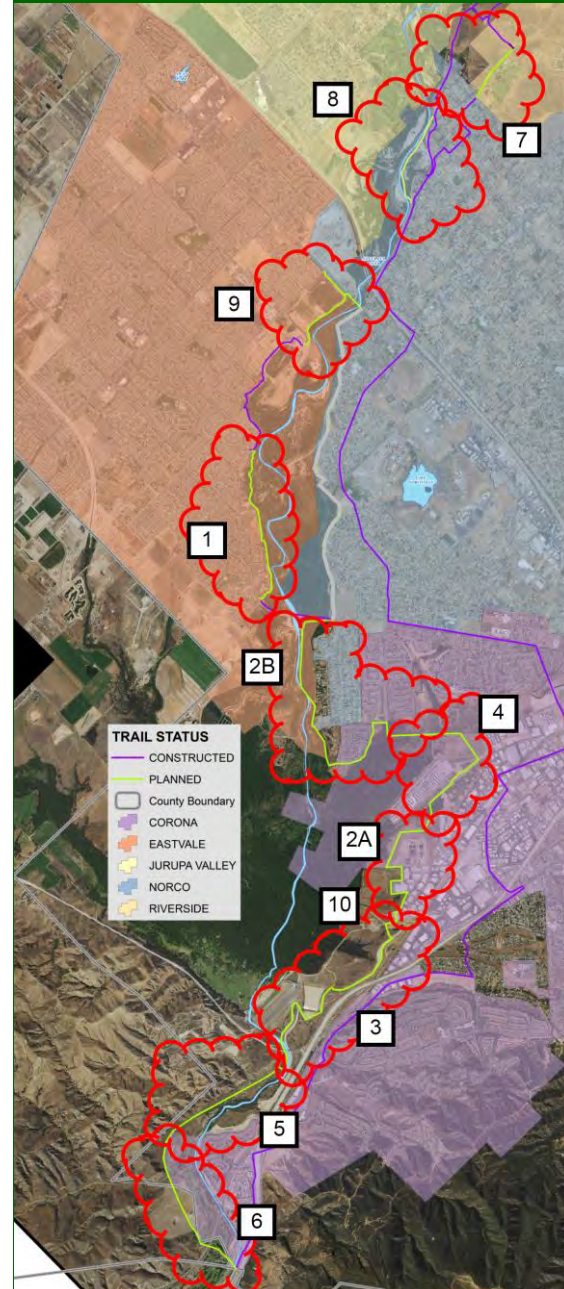 8
7
9
1
2B
4
TRAIL STATUS
CONSTRUCTED
PLANNED
County Boundary
CORONA
EASTVALE
JURUPA VALLEY
NORCO
RIVERSIDE
2A
10
3
5
6